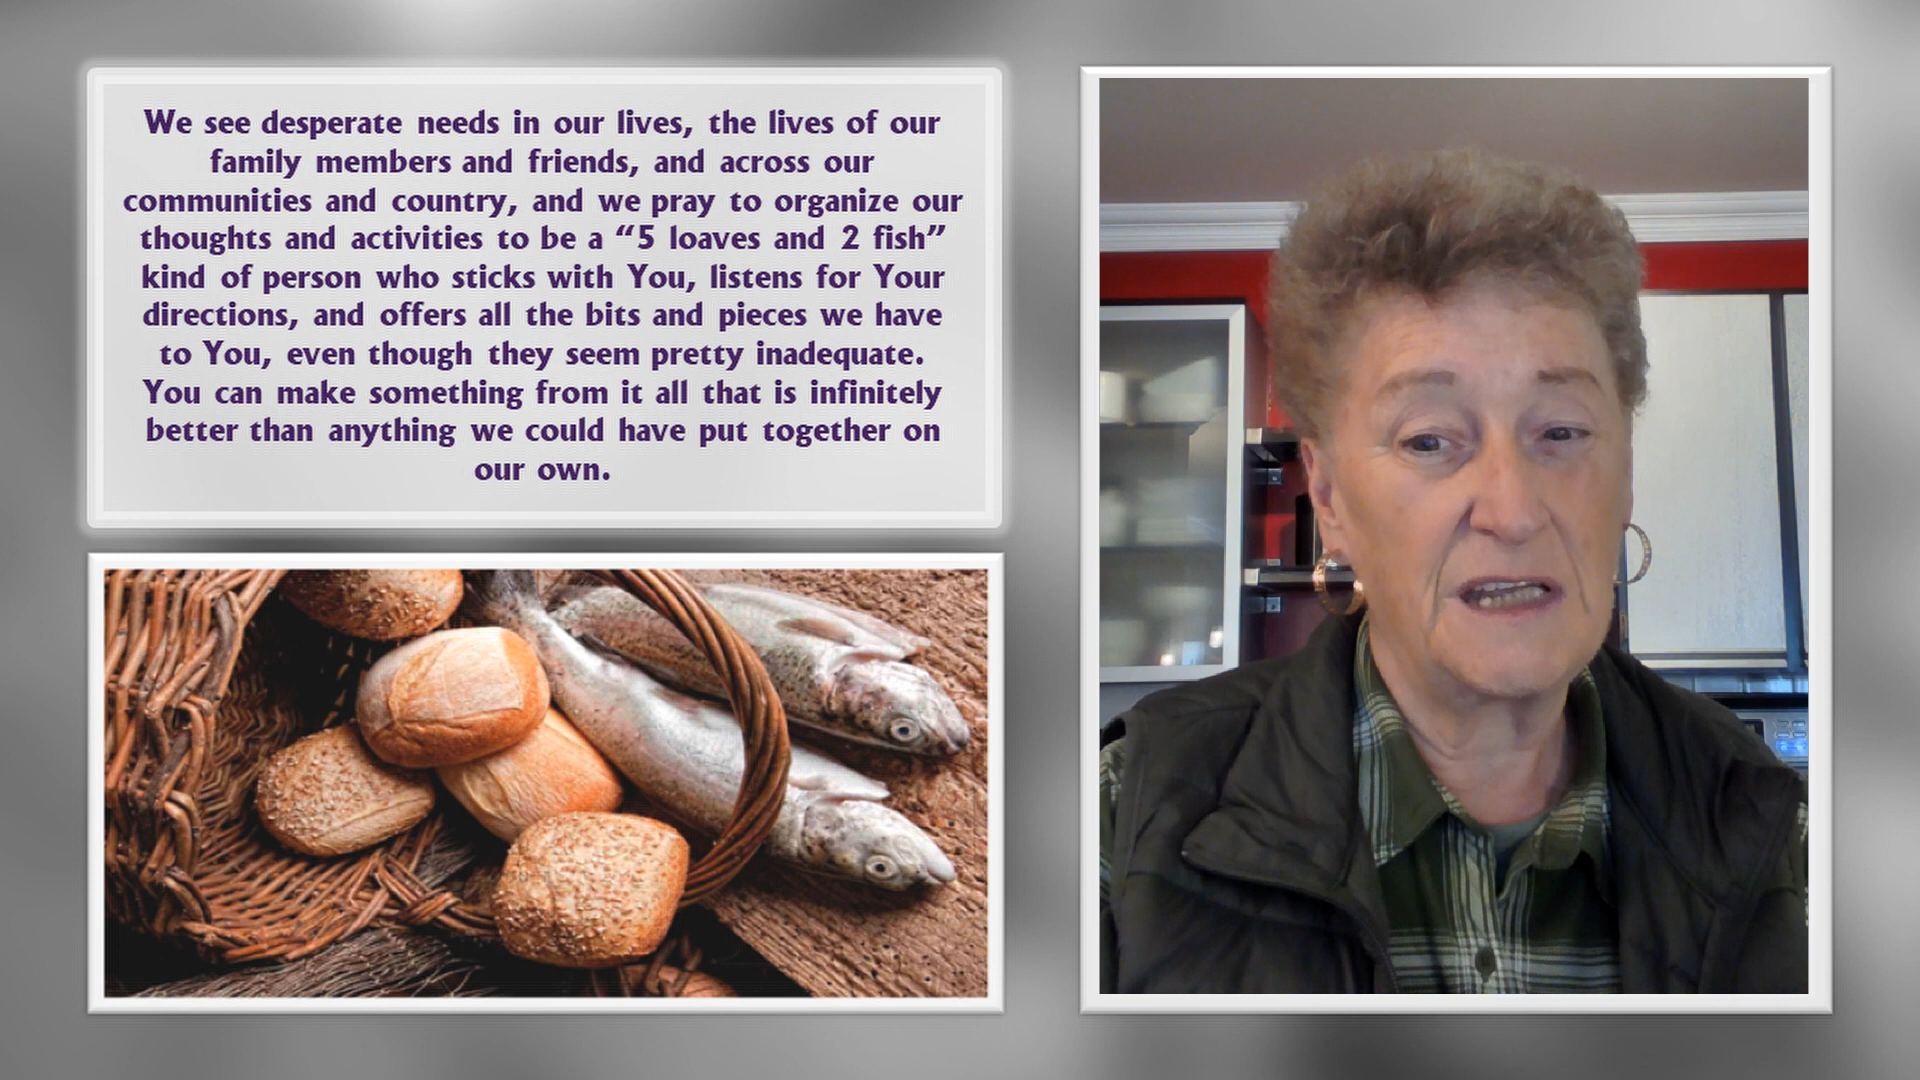 We see desperate needs in our lives, the lives of our
family members and friends, and across our
communities and country, and we pray to organize our
thoughts and activities to be a “5 loaves and 2 fish”
kind of person who sticks with You, listens for Your
directions, and offers all the bits and pieces we have
to You, even though they seem pretty inadequate.
You can make something from it all that is infinitely
better than anything we could have put together on
our own.